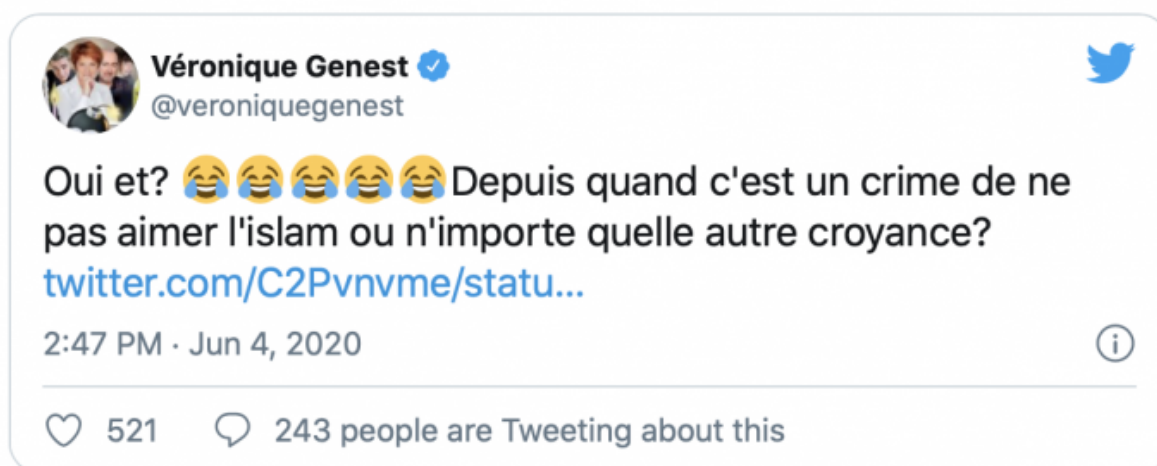 Véronique Genest
@veroniquegenest
Oui et? 😂😂😂😂😂Depuis quand c'est un crime de ne
pas aimer l'islam ou n'importe quelle autre croyance?
twitter.com/C2Pvnvme/statu...
2:47 PM · Jun 4, 2020
521 243 people are Tweeting about this